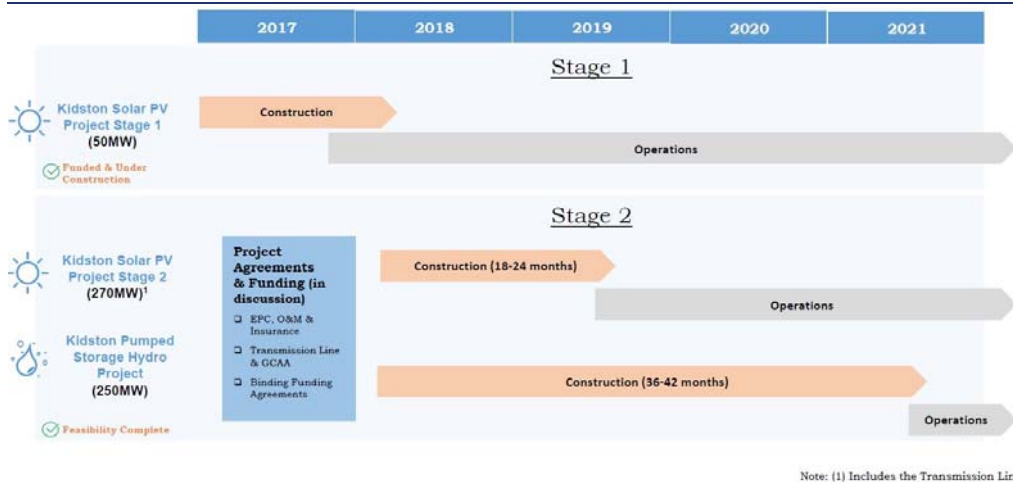 2017 2018 2019 2020 2021
Stage 1
Kidston Solar PV
Project Stage 1
(50MW)
Funded & Under
Construction
Construction
Operations
Stage 2
Kidston Solar PV
Project Stage 2
(270MW)¹
Kidston Pumped
Storage Hydro
Project
(250MW)
Feasibility Complete
Project
Agreements
& Funding (in
discussion)
❑ EPC, O&M &
Insurance
❑ Transmission Line
& GCAA
❑ Binding Funding
Agreements
Construction (18-24 months)
Operations
Construction (36-42 months)
Operations
Note: (1) Includes the Transmission Lin